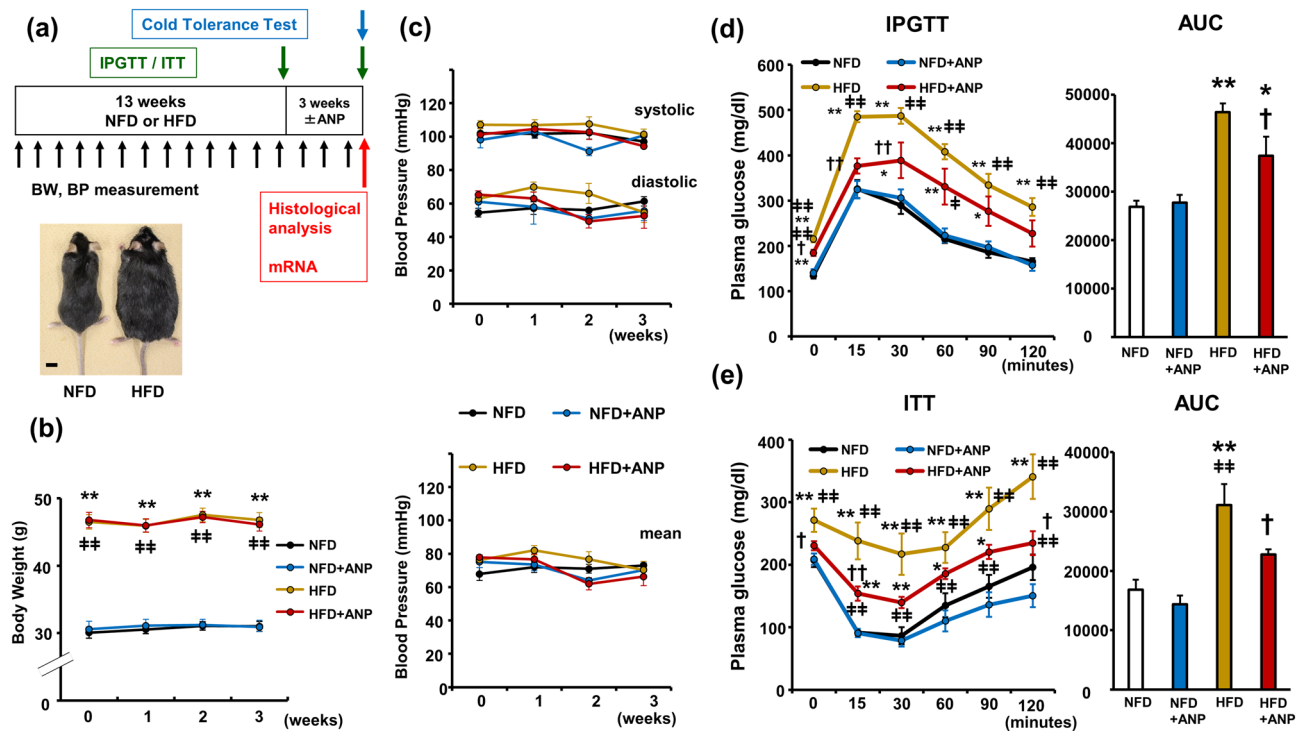 (a)
Cold Tolerance Test
IPGTT / ITT
13 weeks
NFD or HFD
3 weeks
±ANP
BW, BP measurement
Histological
analysis
mRNA
NFD HFD
(b)
Body Weight (g)
50
40
30
0
** ** ** **
‡‡ ‡‡ ‡‡ ‡‡
NFD
NFD+ANP
HFD
HFD+ANP
0 1 2 3 (weeks)
(c)
Blood Pressure (mmHg)
120
100
80
60
40
20
0
systolic
diastolic
0 1 2 3
(weeks)
NFD NFD+ANP
HFD HFD+ANP
Blood Pressure (mmHg)
120
100
80
60
40
20
0
mean
0 1 2 3
(weeks)
(d)
IPGTT
NFD NFD+ANP
HFD HFD+ANP
Plasma glucose (mg/dl)
600
500
400
300
200
100
0
** ‡‡ ** ‡‡
**‡‡
** ‡‡
** ‡‡
†† †† * ** ‡ *
‡‡
**
‡‡
†
**
0 15 30 60 90 120
(minutes)
AUC
50000
40000
30000
20000
10000
0
**
*
†
NFD
NFD
+ANP
HFD
HFD
+ANP
(e)
ITT
NFD NFD+ANP
HFD HFD+ANP
Plasma glucose (mg/dl)
400
300
200
100
0
** ‡‡
** ‡‡
**‡‡
** ‡‡
** ‡‡
** ‡‡
†
††
**
‡‡
**
‡‡
*
‡‡
*
‡‡
†
‡‡
0 15 30 60 90 120
(minutes)
AUC
40000
30000
20000
10000
0
**
‡‡
†
NFD
NFD
+ANP
HFD
HFD
+ANP